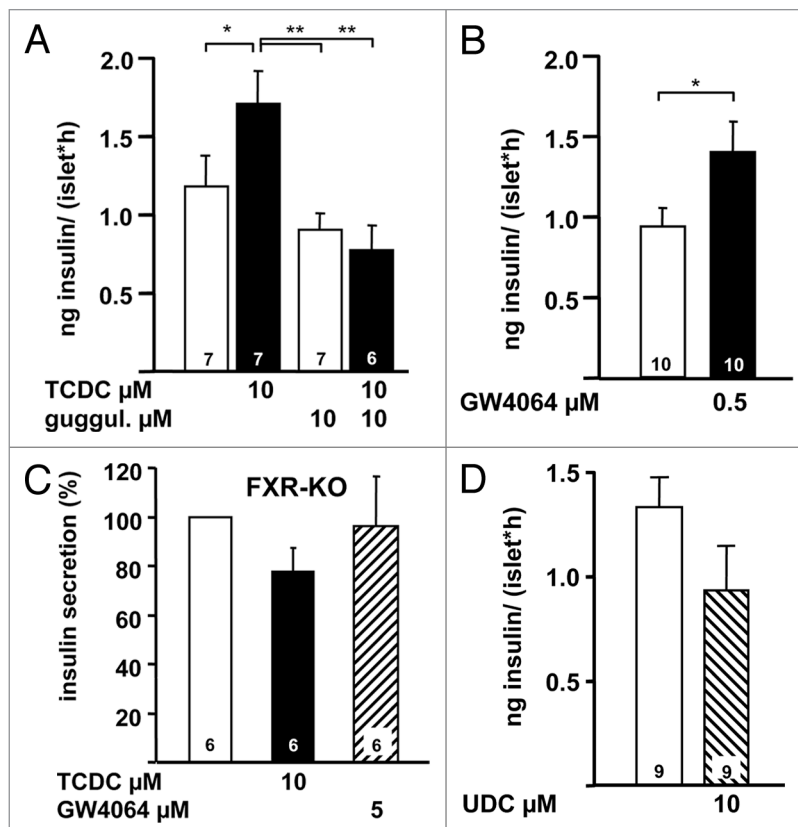 A
* ** **
2.0
1.5
1.0
0.5
ng insulin/ (islet*h)
7 7 7 6
TCDC µM 10 10
guggul. µM 10 10
B
*
2.0
1.5
1.0
0.5
ng insulin/ (islet*h)
10 10
GW4064 µM 0.5
C
FXR-KO
120
100
80
60
40
20
insulin secretion (%)
6 6 6
TCDC µM 10
GW4064 µM 5
D
1.5
1.0
0.5
ng insulin/ (islet*h)
9 9
UDC µM 10